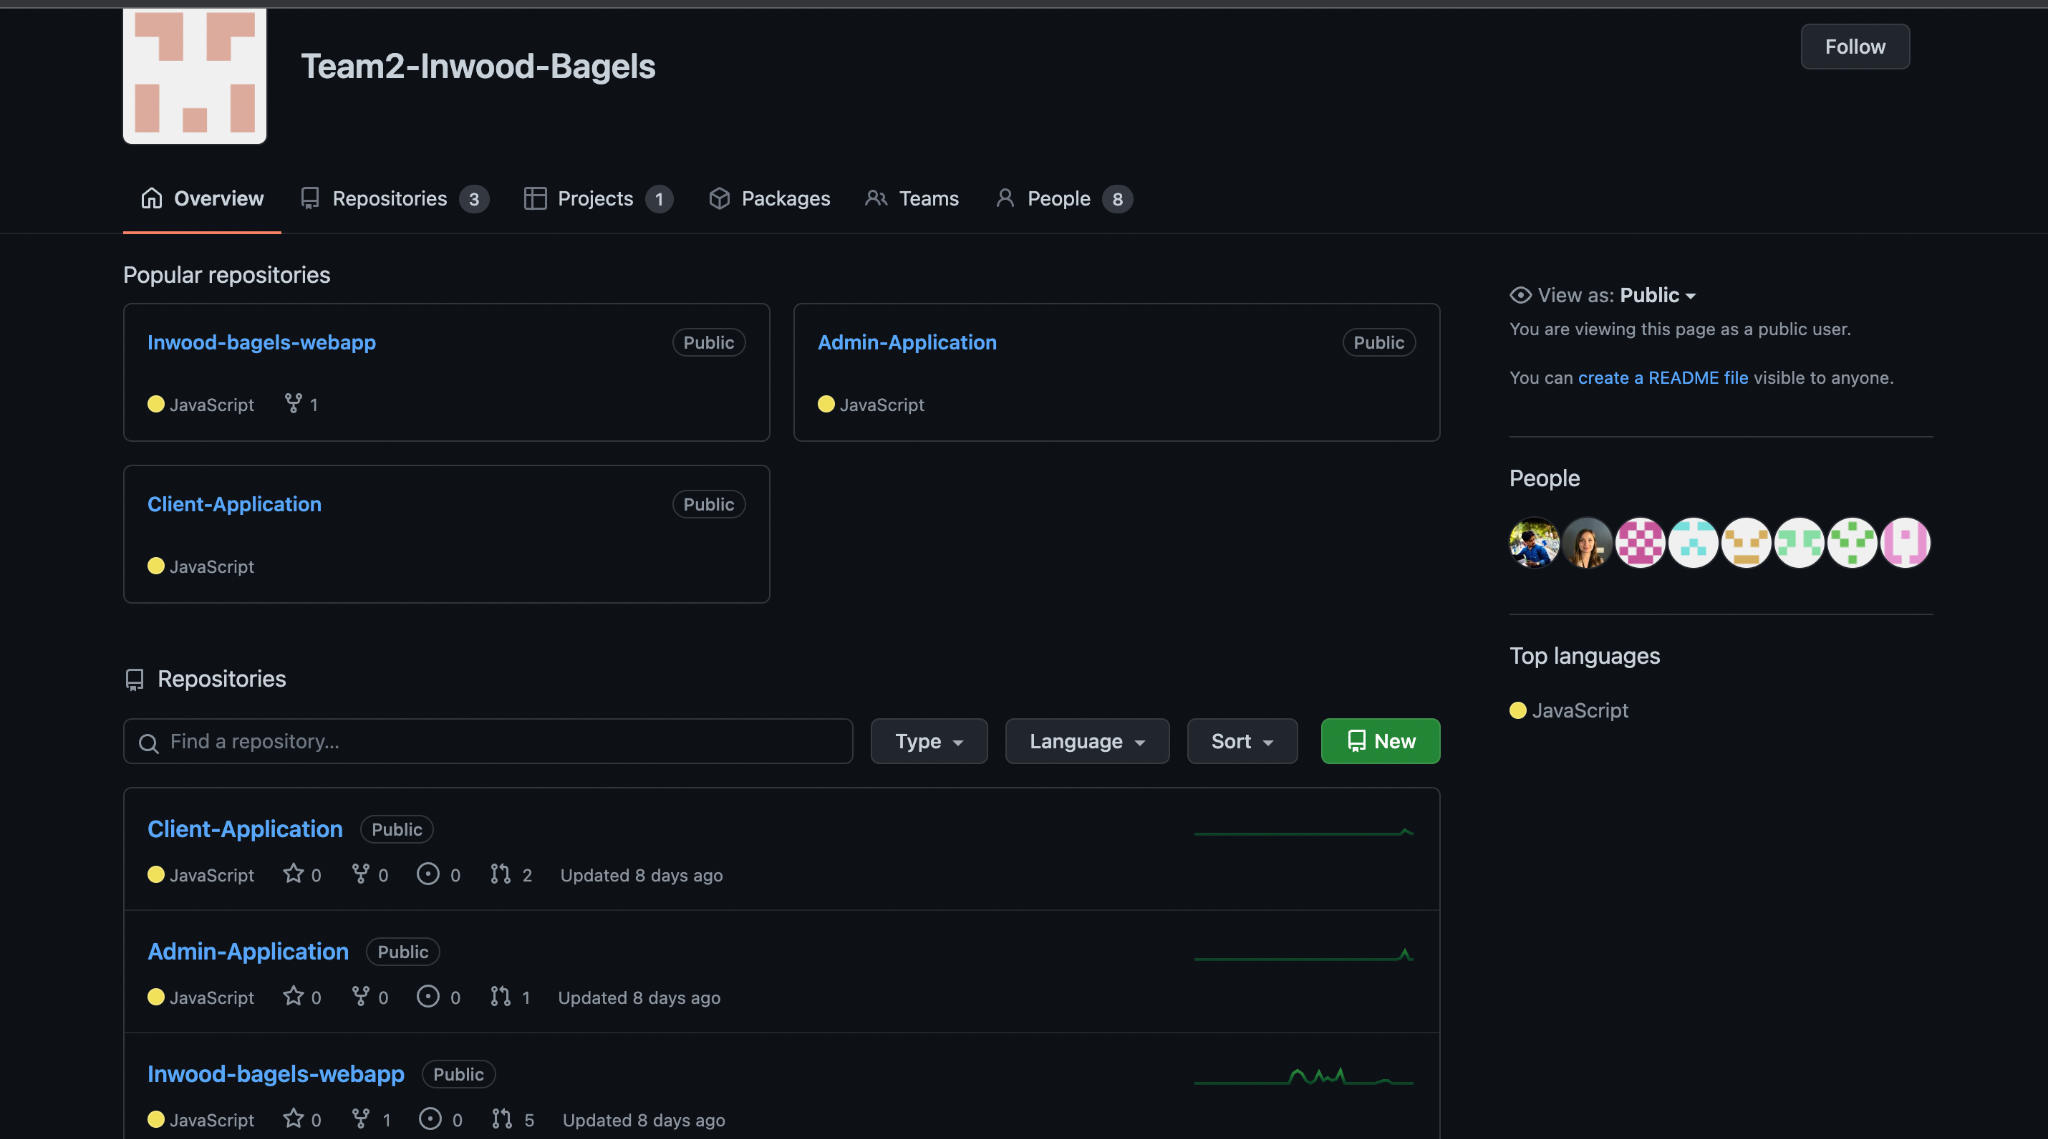 Team2-Inwood-Bagels
Follow
Overview Repositories 3 Projects 1 Packages Teams People 8
Popular repositories
Inwood-bagels-webapp Public
JavaScript 1
Admin-Application Public
JavaScript
Client-Application Public
JavaScript
View as: Public
You are viewing this page as a public user.
You can create a README file visible to anyone.
People
Top languages
JavaScript
Repositories
Find a repository... Type Language Sort New
Client-Application Public
JavaScript 0 0 0 2 Updated 8 days ago
Admin-Application Public
JavaScript 0 0 0 1 Updated 8 days ago
Inwood-bagels-webapp Public
JavaScript 0 1 0 5 Updated 8 days ago